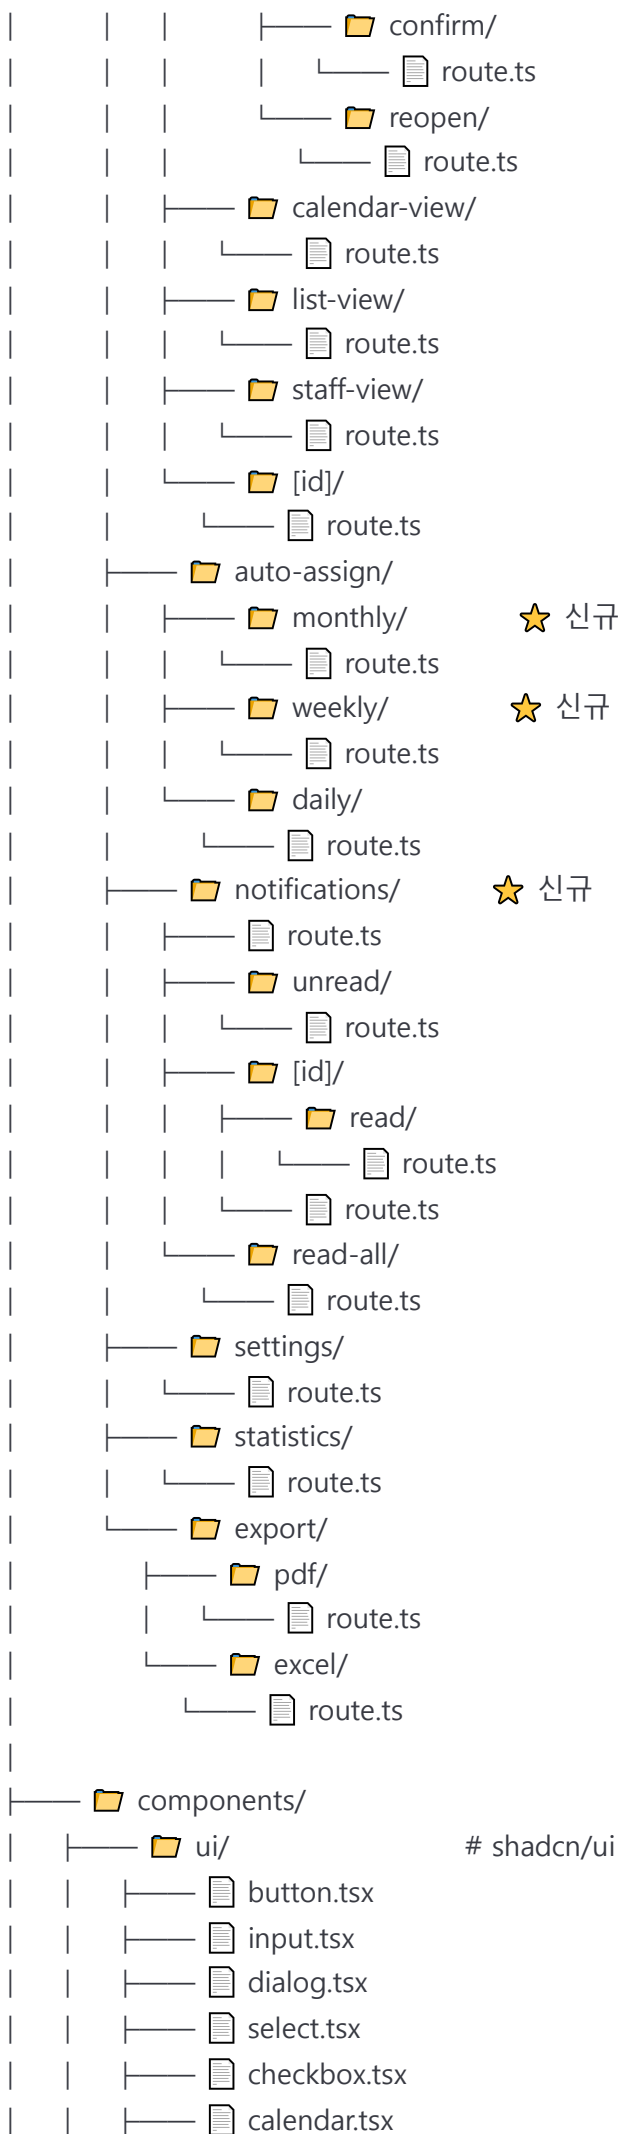 confirm/
route.ts
reopen/
route.ts
calendar-view/
route.ts
list-view/
route.ts
staff-view/
route.ts
[id]/
route.ts
auto-assign/
monthly/ 신규
route.ts
weekly/ 신규
route.ts
daily/
route.ts
notifications/ 신규
route.ts
unread/
route.ts
[id]/
read/
route.ts
route.ts
read-all/
route.ts
settings/
route.ts
statistics/
route.ts
export/
pdf/
route.ts
excel/
route.ts
components/
ui/ # shadcn/ui
button.tsx
input.tsx
dialog.tsx
select.tsx
checkbox.tsx
calendar.tsx